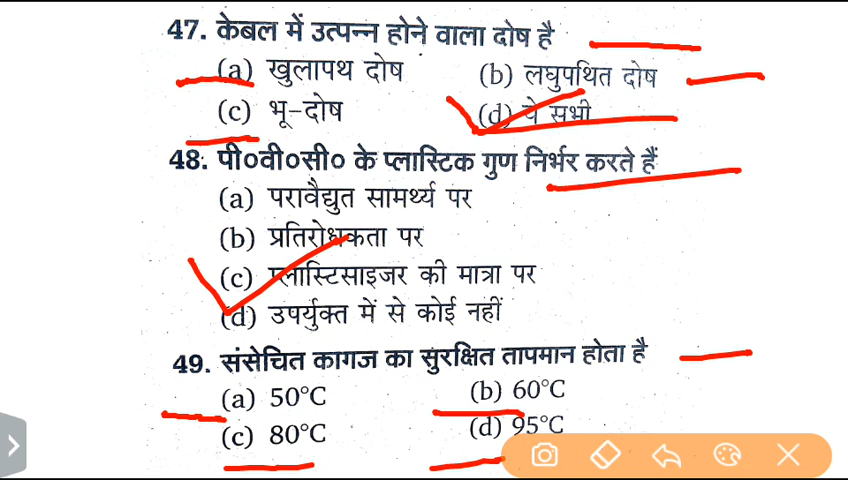 47. केबल में उत्पन्न होने वाला दोष है
(a) खुलापथ दोष (b) लघुपथित दोष
(c) भू-दोष (d) ये सभी
48. पी०वी०सी० के प्लास्टिक गुण निर्भर करते हैं
(a) परावैद्युत सामर्थ्य पर
(b) प्रतिरोधकता पर
(c) प्लास्टिसाइजर की मात्रा पर
(d) उपर्युक्त में से कोई नहीं
49. संसेचित कागज का सुरक्षित तापमान होता है
(a) 50°C (b) 60°C
(c) 80°C (d) 95°C